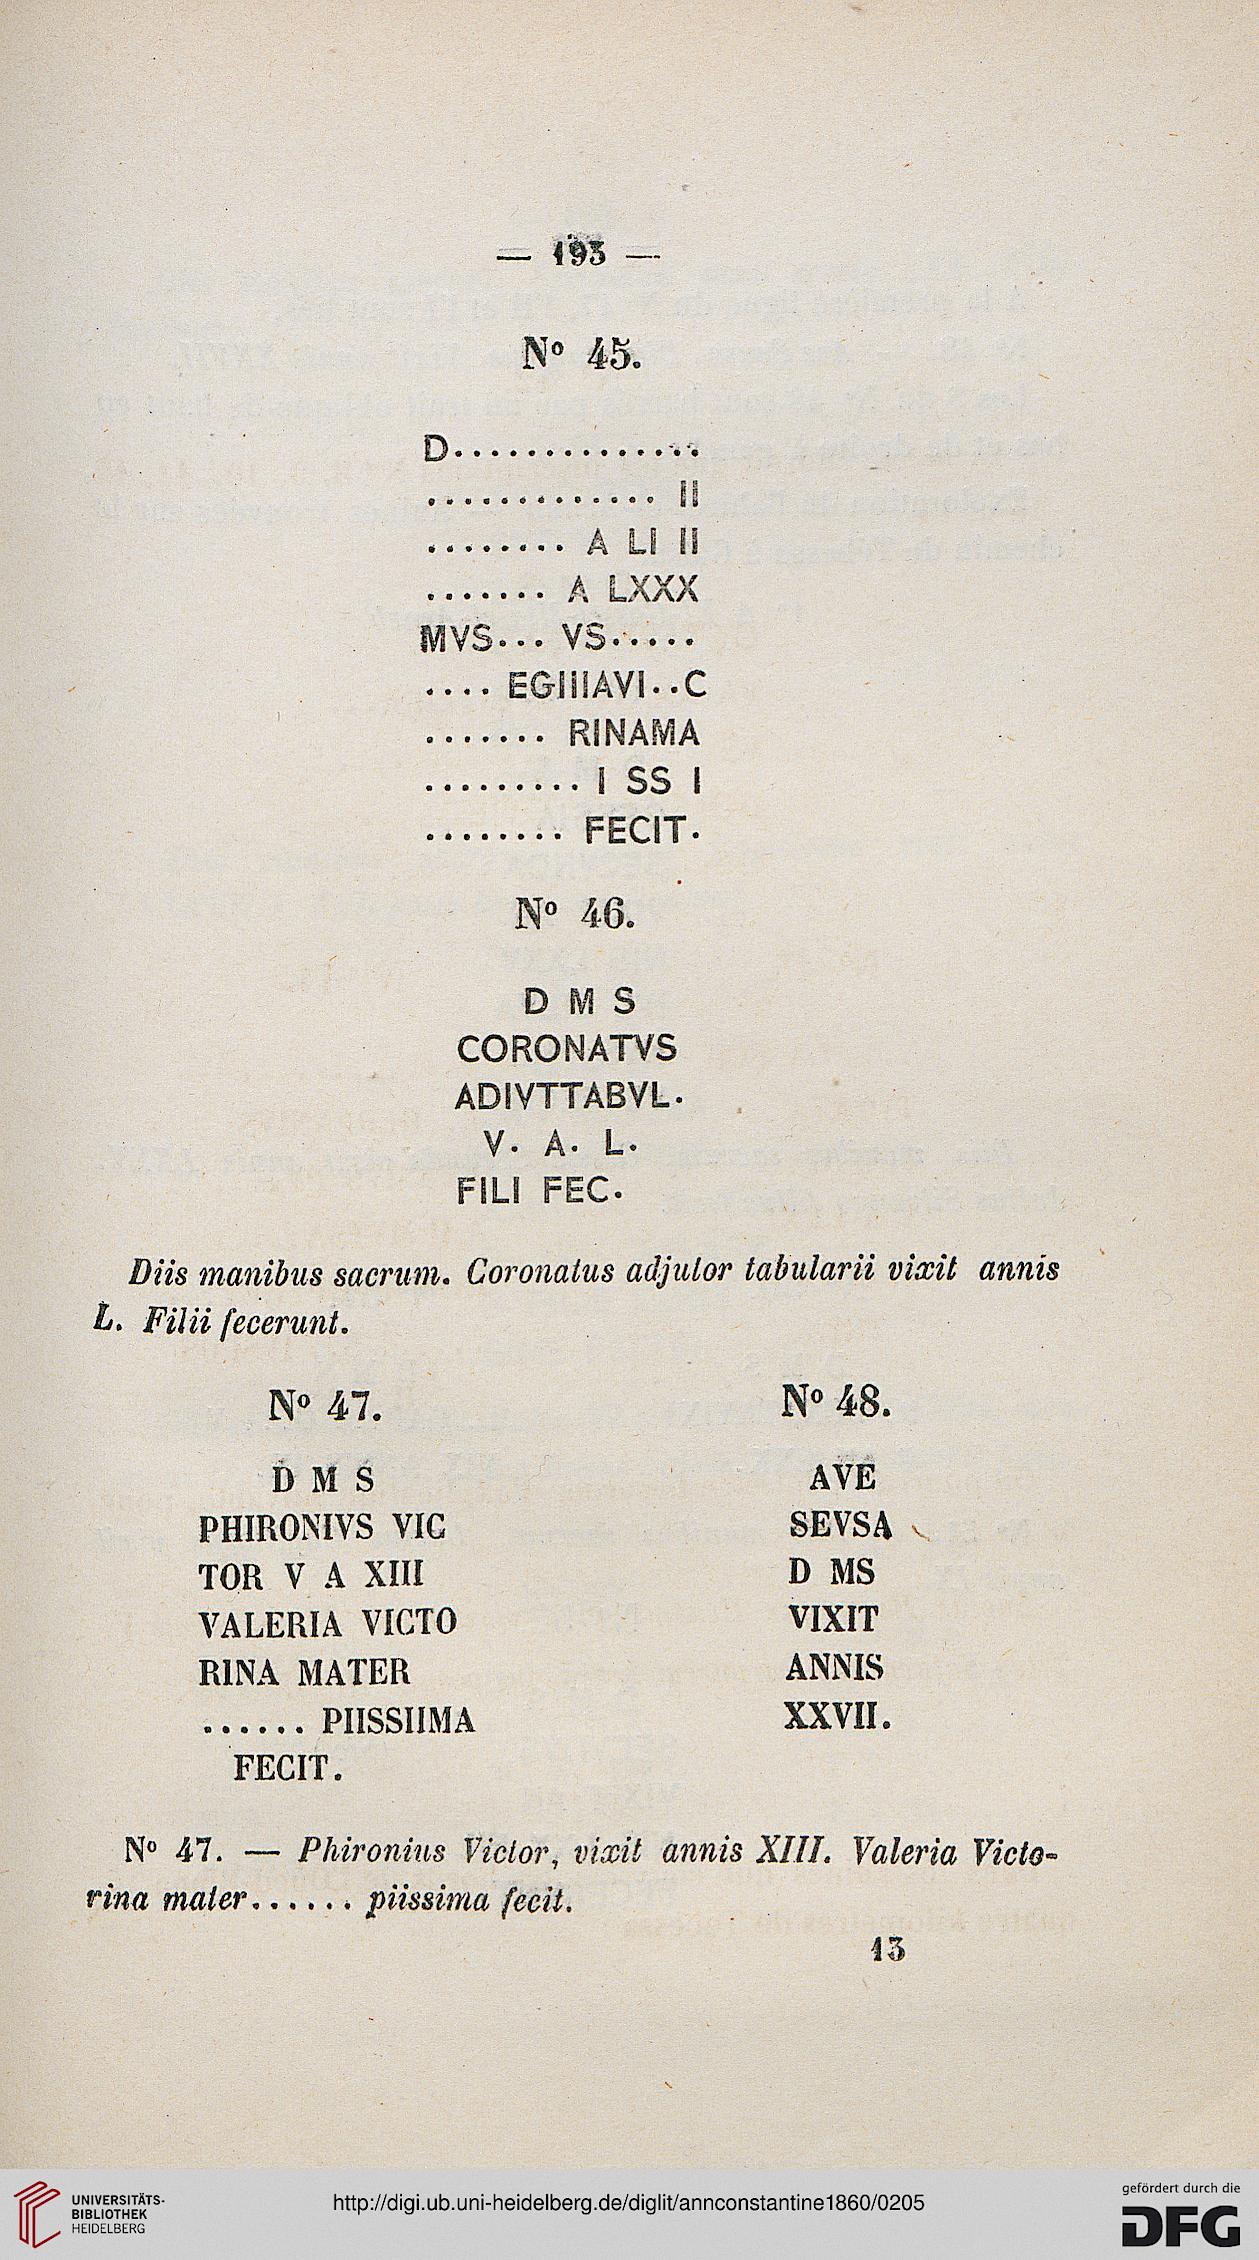 — 193 —
N° 45.
D..............
............. II
........ A LI II
....... A LXXX
MVS... VS.....
.... EGIIIAVI..C
....... RINAMA
......... I SS I
........ FECIT.
N° 46.
D M S
CORONATVS
ADIVTTABVL.
V. A. L.
FILI FEC.
Diis manibus sacrum. Coronatus adjutor tabularii vixit annis
L. Filii fecerunt.
N° 47.
D M S
PHIRONIVS VIC
TOR V A XIII
VALERIA VICTO
RINA MATER
...... PIISSIIMA
FECIT.
N° 48.
AVE
SEVSA
D MS
VIXIT
ANNIS
XXVII.
N° 47. — Phironius Victor, vixit annis XIII. Valeria Victo-
rina mater...... piissima fecit.
13
UNIVERSITÄTS-
BIBLIOTHEK
HEIDELBERG
http://digi.ub.uni-heidelberg.de/diglit/annconstantine1860/0205
gefördert durch die
DFG